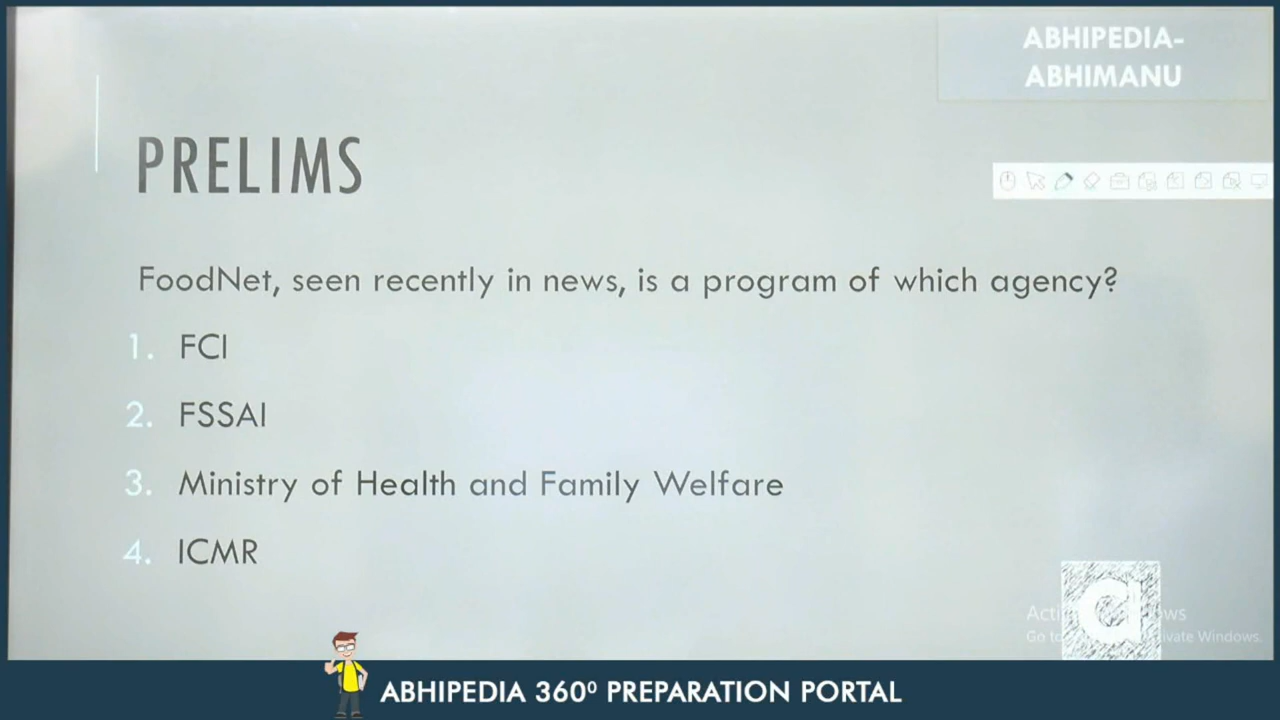 ABHIPEDIA-
ABHIMANU
PRELIMS
FoodNet, seen recently in news, is a program of which agency?
1. FCI
2. FSSAI
3. Ministry of Health and Family Welfare
4. ICMR
a
ABHIPEDIA 360⁰ PREPARATION PORTAL